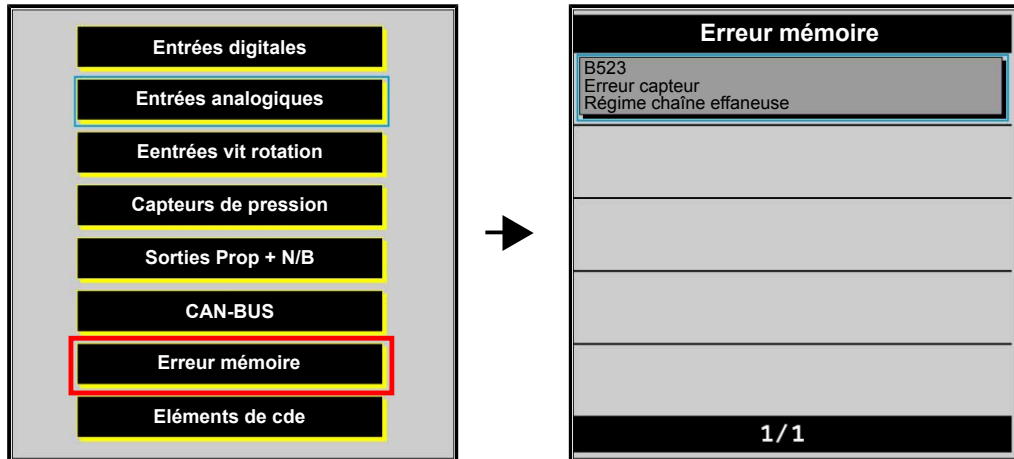 Entrées digitales
Entrées analogiques
Eentrées vit rotation
Capteurs de pression
Sorties Prop + N/B
CAN-BUS
Erreur mémoire
Eléments de cde
Erreur mémoire
B523
Erreur capteur
Régime chaîne effaneuse
1/1